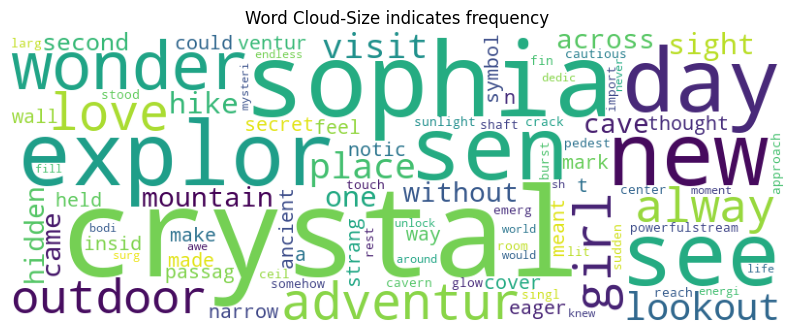 Word Cloud-Size indicates frequency
larg second could ventur visit across sight
endless stood wonder mysteri sophia symbol fin cautious dedic import never day
wall love hike secret feel n sunlight shaft crack cave thought
explor notic sen burst pedest mark new approach
fill held place without t center moment
hidden came mountain touch one emerg sh girl alway
insid make ancient crystal unlock way world meant powerful stream see
bodi surg awe made a strang rest around room would lit sudden life
passag ceil cavern glow cover reach energi
outdoor narrow somehow adventur singl eager knew lookout